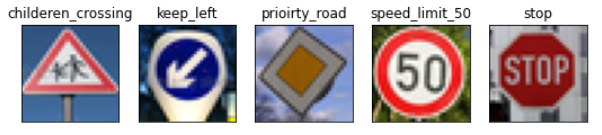 childeren_crossing
keep_left
prioirty_road
speed_limit_50
stop
50
STOP